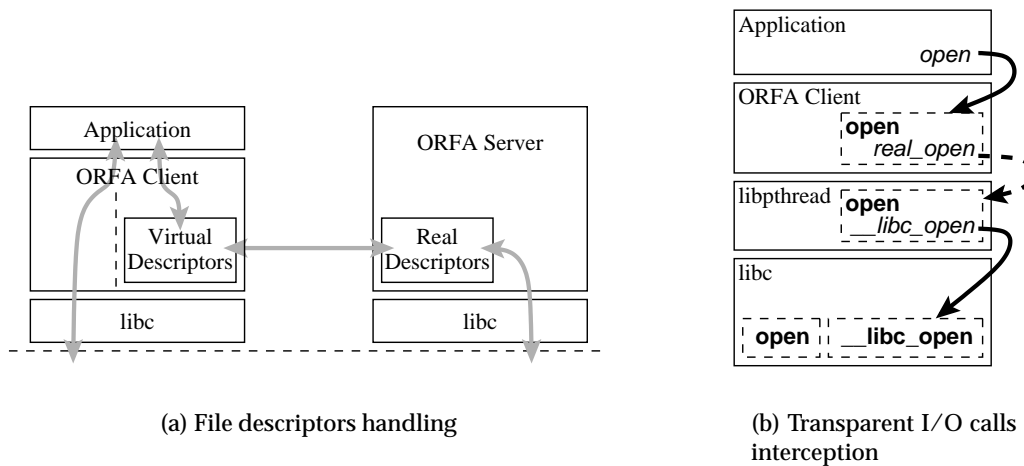 Application
ORFA Client
Virtual
Descriptors
libc
ORFA Server
Real
Descriptors
libc
(a) File descriptors handling
Application
open
ORFA Client
open
real_open
libpthread
open
__libc_open
libc
open
__libc_open
(b) Transparent I/O calls
interception